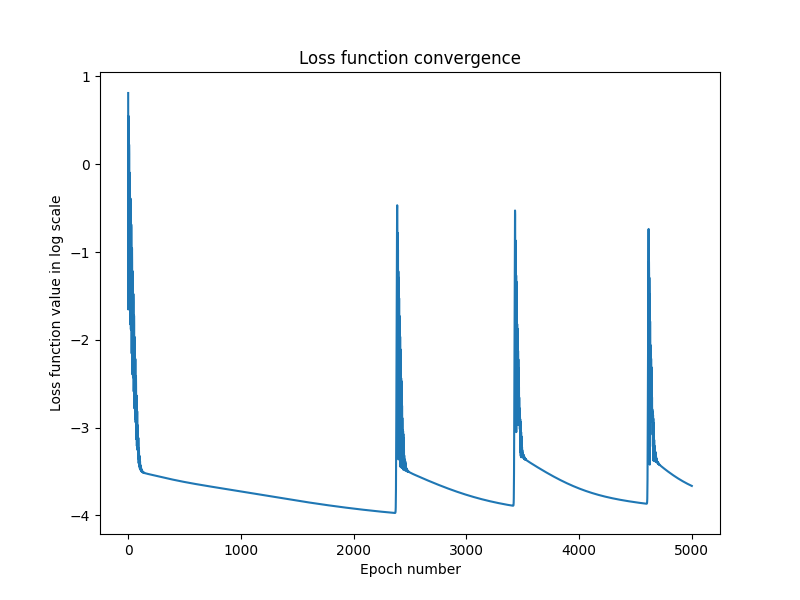 Loss function convergence
1
0
−1
−2
−3
−4
Loss function value in log scale
0 1000 2000 3000 4000 5000
Epoch number